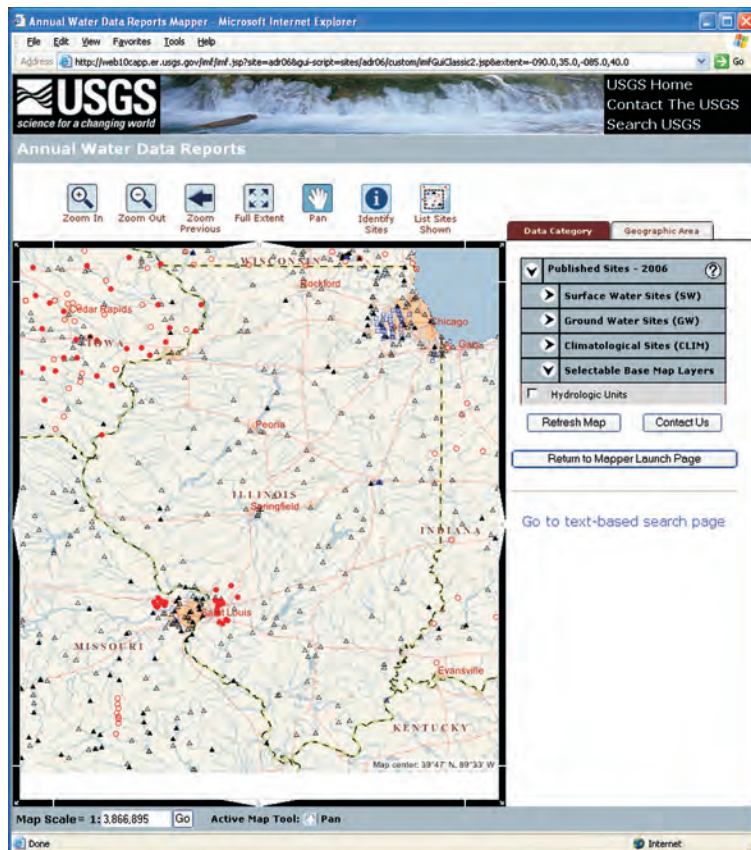 Annual Water Data Reports Mapper - Microsoft Internet Explorer
File Edit View Favorites Tools Help
Address http://web10capp.er.usgs.gov/imf/imf.jsp?site=adr06&gui-script=sites/adr06/custom/imfGuiClassic2.jsp&extent=-090.0,35.0,-085.0,40.0 Go
USGS
science for a changing world
USGS Home
Contact The USGS
Search USGS
Annual Water Data Reports
Zoom In
Zoom Out
Zoom Previous
Full Extent
Pan
Identify Sites
List Sites Shown
Data Category
Geographic Area
WISCONSIN
Rockford
Cedar Rapids
Chicago
IOWA
Gary
Peoria
ILLINOIS
Springfield
INDIANA
Saint Louis
MISSOURI
Evansville
KENTUCKY
Map center: 39°47' N, 89°33' W
Published Sites - 2006 ?
Surface Water Sites (SW)
Ground Water Sites (GW)
Climatological Sites (CLIM)
Selectable Base Map Layers
Hydrologic Units
Refresh Map
Contact Us
Return to Mapper Launch Page
Go to text-based search page
Map Scale= 1: 3,866,895 Go Active Map Tool: Pan
Done Internet